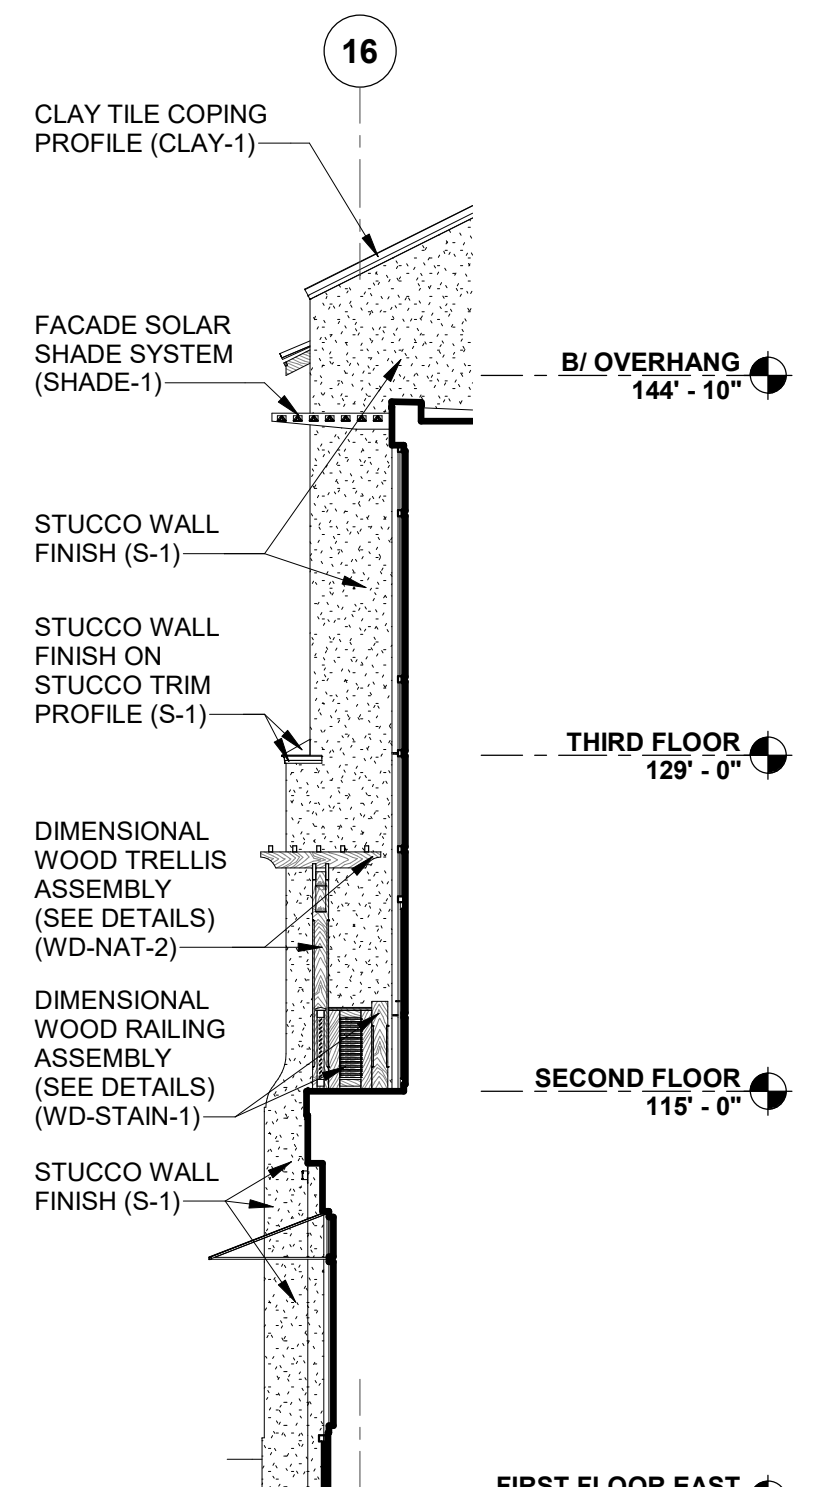 16
CLAY TILE COPING
PROFILE (CLAY-1)
FACADE SOLAR
SHADE SYSTEM
(SHADE-1)
B/ OVERHANG
144' - 10"
STUCCO WALL
FINISH (S-1)
STUCCO WALL
FINISH ON
STUCCO TRIM
PROFILE (S-1)
THIRD FLOOR
129' - 0"
DIMENSIONAL
WOOD TRELLIS
ASSEMBLY
(SEE DETAILS)
(WD-NAT-2)
DIMENSIONAL
WOOD RAILING
ASSEMBLY
(SEE DETAILS)
(WD-STAIN-1)
SECOND FLOOR
115' - 0"
STUCCO WALL
FINISH (S-1)
FIRST FLOOR EAST